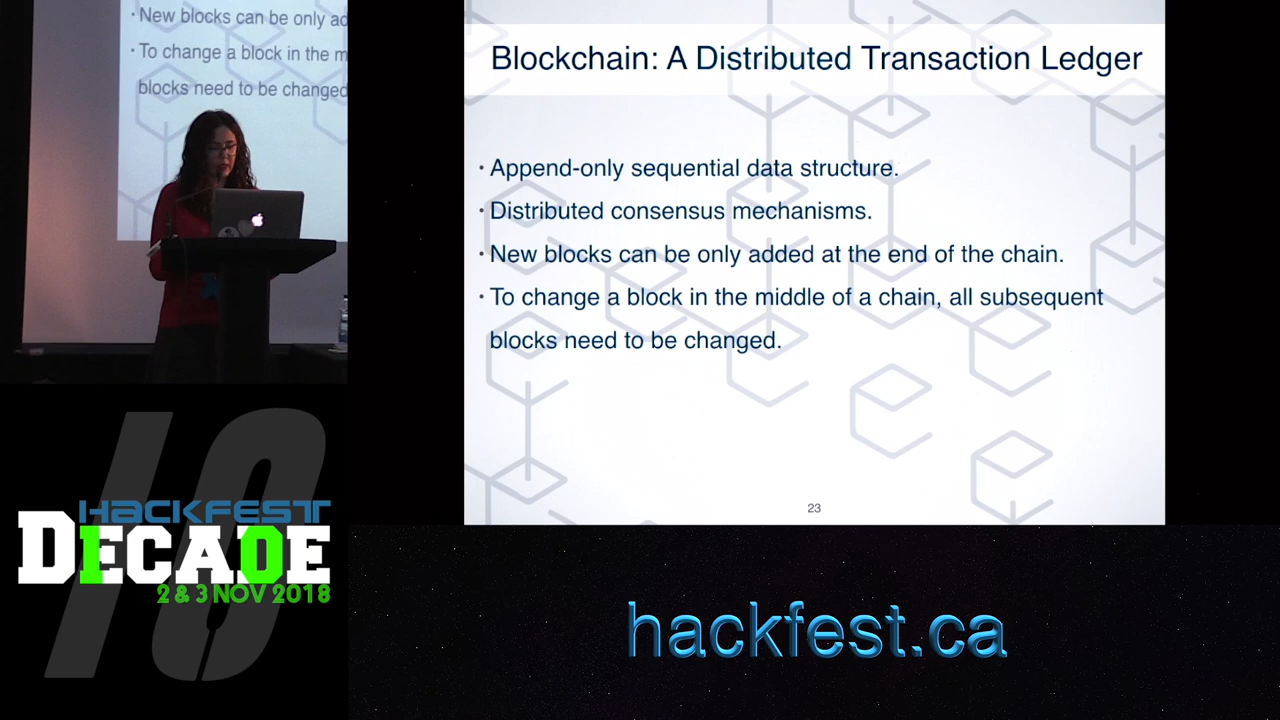 · New blocks can be only ad
· To change a block in the m
blocks need to be changed
Blockchain: A Distributed Transaction Ledger
· Append-only sequential data structure.
· Distributed consensus mechanisms.
· New blocks can be only added at the end of the chain.
· To change a block in the middle of a chain, all subsequent
blocks need to be changed.
23
10
HACKFEST
DECADE
2 & 3 NOV 2018
hackfest.ca